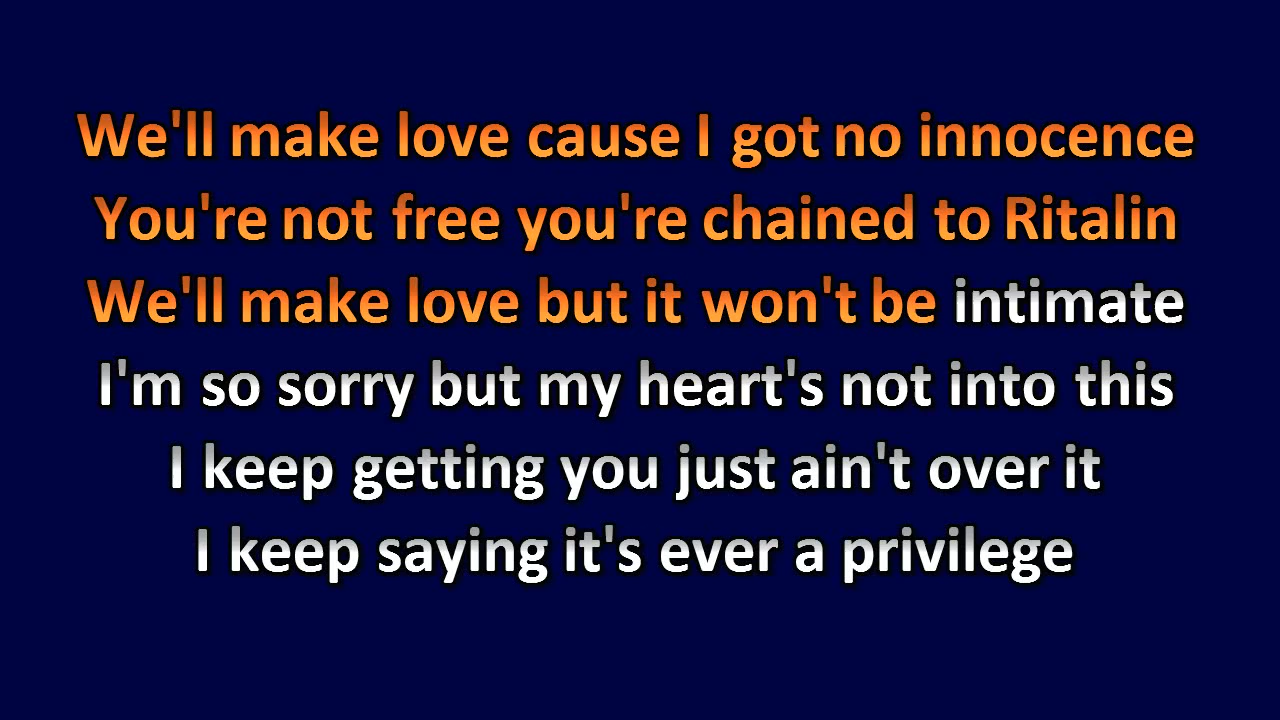 We'll make love cause I got no innocence
You're not free you're chained to Ritalin
We'll make love but it won't be intimate
I'm so sorry but my heart's not into this
I keep getting you just ain't over it
I keep saying it's ever a privilege